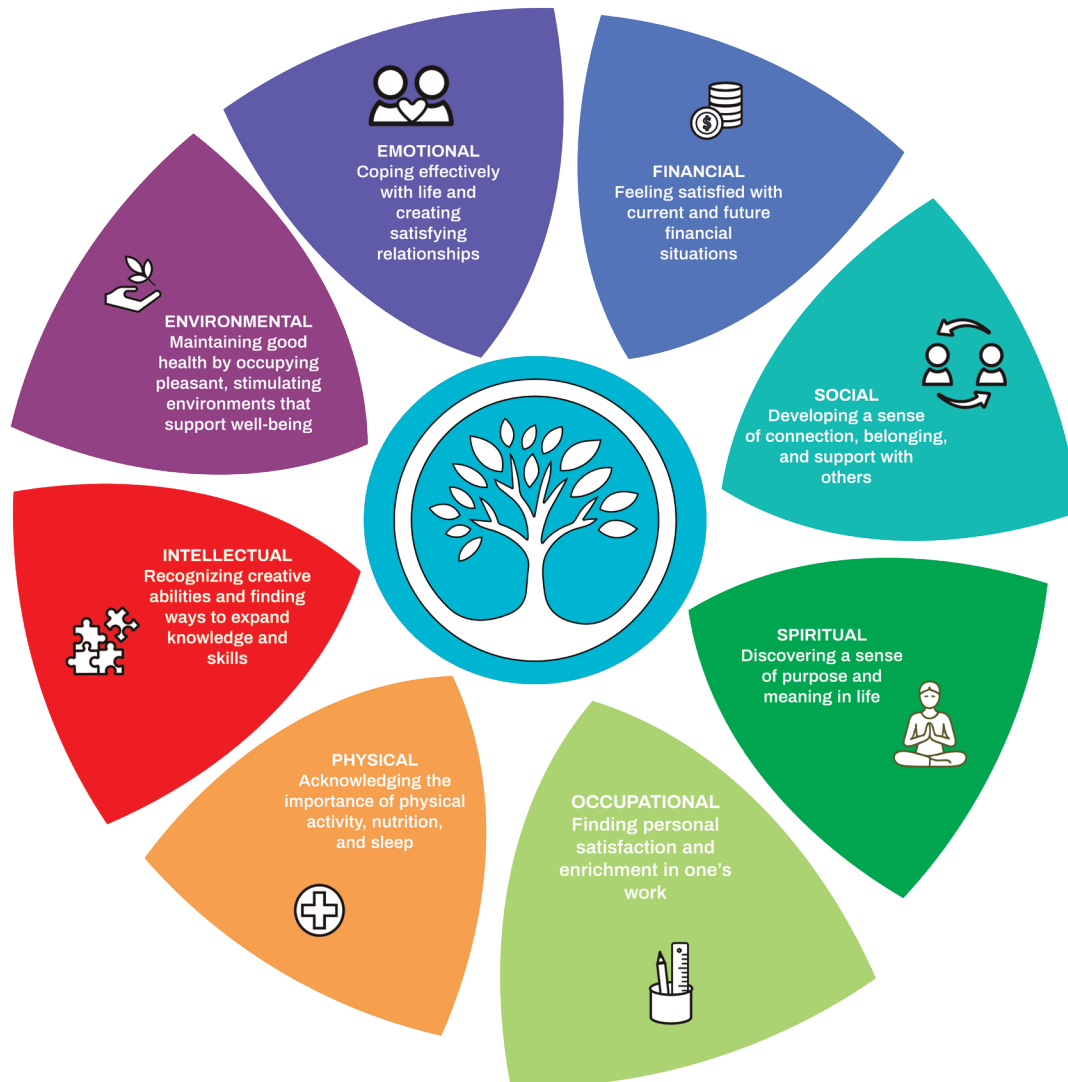 EMOTIONAL
Coping effectively
with life and
creating
satisfying
relationships
FINANCIAL
Feeling satisfied with
current and future
financial
situations
SOCIAL
Developing a sense
of connection, belonging,
and support with
others
SPIRITUAL
Discovering a sense
of purpose and
meaning in life
OCCUPATIONAL
Finding personal
satisfaction and
enrichment in one’s
work
PHYSICAL
Acknowledging the
importance of physical
activity, nutrition,
and sleep
INTELLECTUAL
Recognizing creative
abilities and finding
ways to expand
knowledge and
skills
ENVIRONMENTAL
Maintaining good
health by occupying
pleasant, stimulating
environments that
support well-being
$